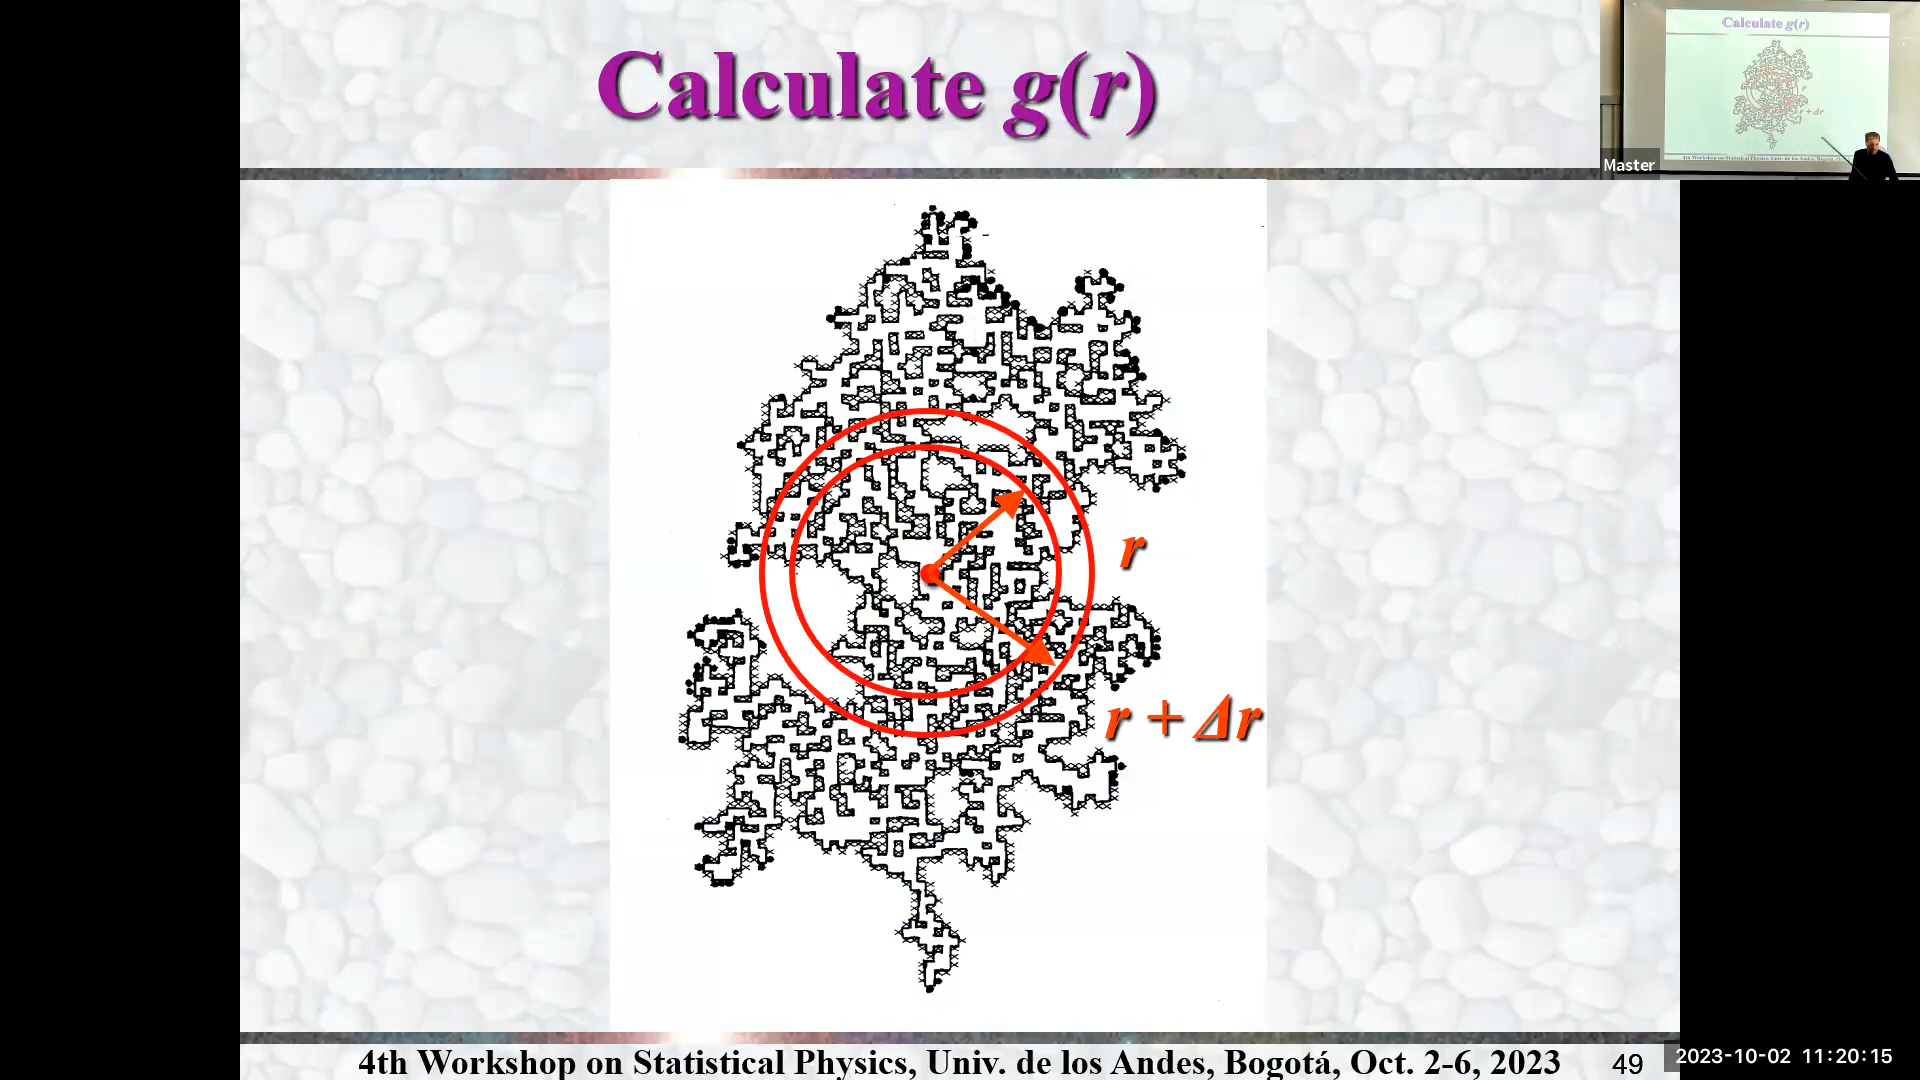 Calculate g(r)
Calculate g(r)
r + Δr
Master
r
r + Δr
4th Workshop on Statistical Physics, Univ. de los Andes, Bogotá, Oct. 2-6, 2023
49
2023-10-02 11:20:15